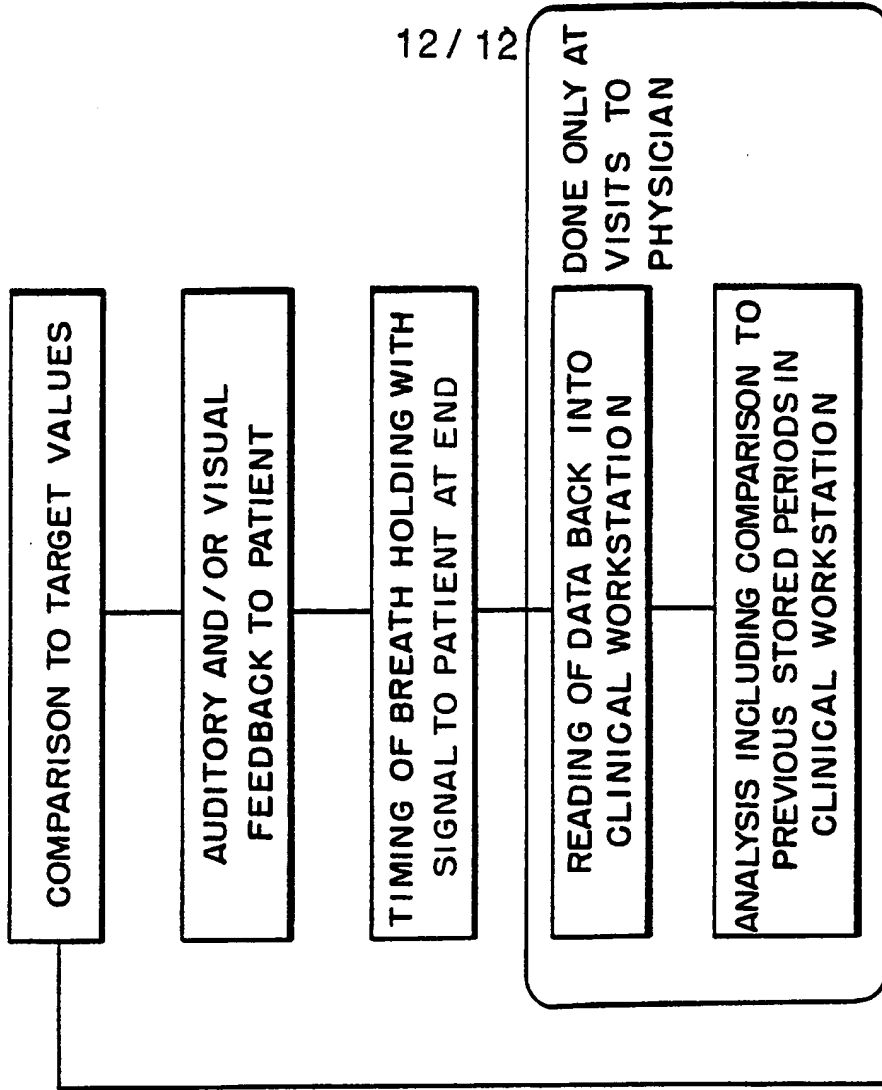 12/12
COMPARISON TO TARGET VALUES
AUDITORY AND/OR VISUAL
FEEDBACK TO PATIENT
TIMING OF BREATH HOLDING WITH
SIGNAL TO PATIENT AT END
READING OF DATA BACK INTO
CLINICAL WORKSTATION
DONE ONLY AT
VISITS TO
PHYSICIAN
ANALYSIS INCLUDING COMPARISON TO
PREVIOUS STORED PERIODS IN
CLINICAL WORKSTATION